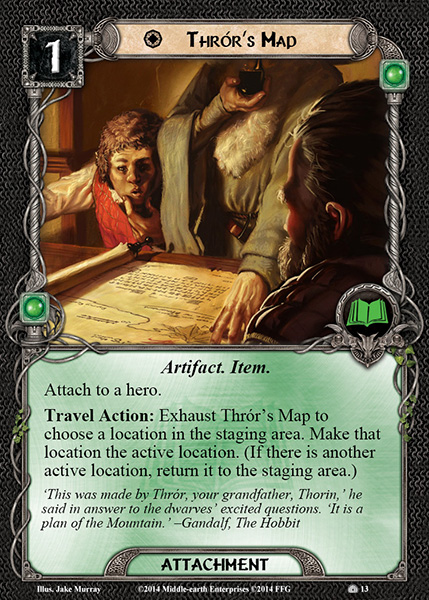 1
Thrór's Map
Artifact. Item.
Attach to a hero.
Travel Action: Exhaust Thrór's Map to
choose a location in the staging area. Make that
location the active location. (If there is another
active location, return it to the staging area.)
'This was made by Thrór, your grandfather, Thorin,' he
said in answer to the dwarves' excited questions. 'It is a
plan of the Mountain.' –Gandalf, The Hobbit
ATTACHMENT
Illus. Jake Murray
©2014 Middle-earth Enterprises ©2014 FFG
13